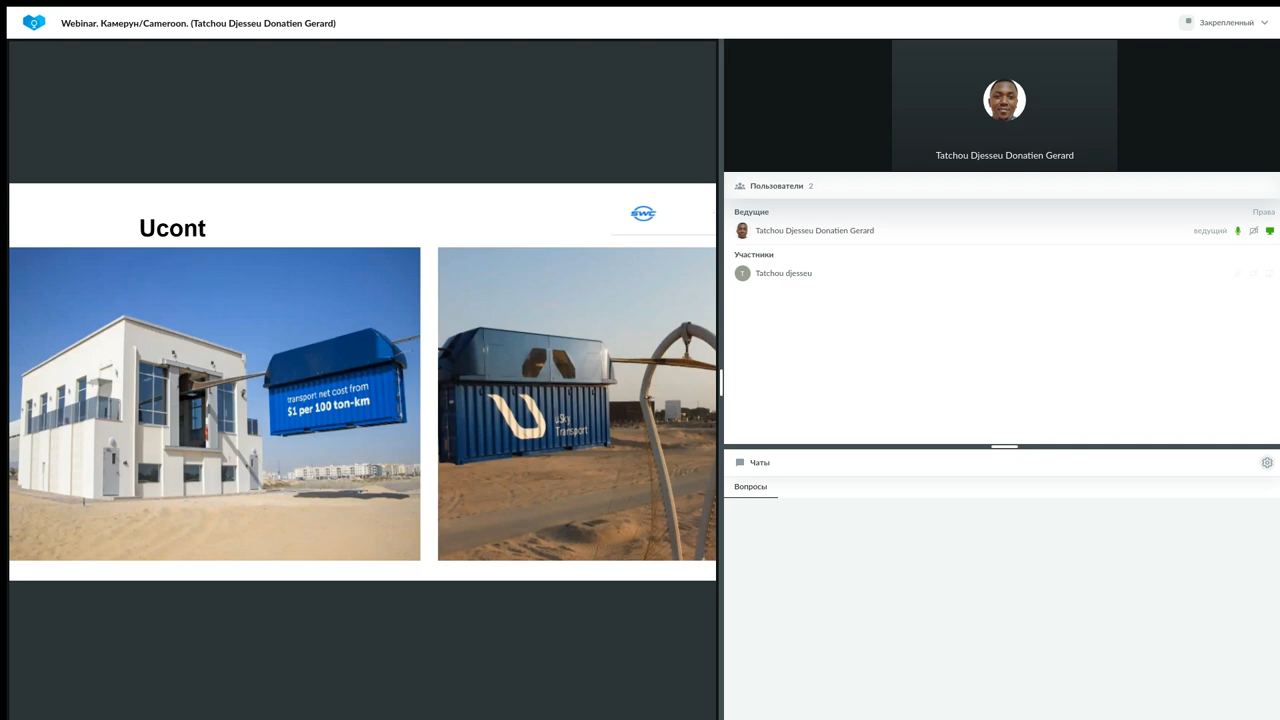 Webinar. Камерун/Cameroon. (Tatchou Djesseu Donatien Gerard)
Закрепленный
Ucont
SWC
transport net cost from
$1 per 100 ton-km
uSky
Transport
Tatchou Djesseu Donatien Gerard
Пользователи 2
Ведущие
Права
Tatchou Djesseu Donatien Gerard
ведущий
Участники
T
Tatchou djesseu
Чаты
Вопросы